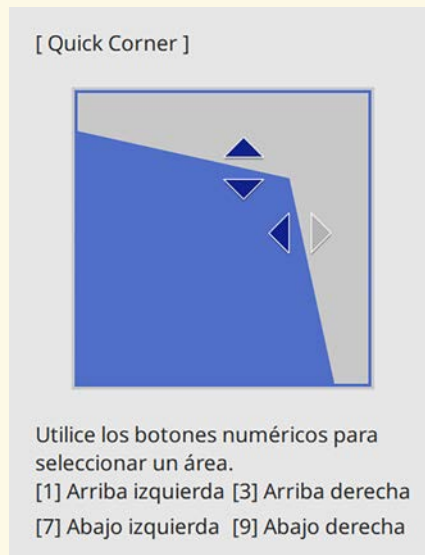 [ Quick Corner ]
Utilice los botones numéricos para
seleccionar un área.
[1] Arriba izquierda [3] Arriba derecha
[7] Abajo izquierda [9] Abajo derecha